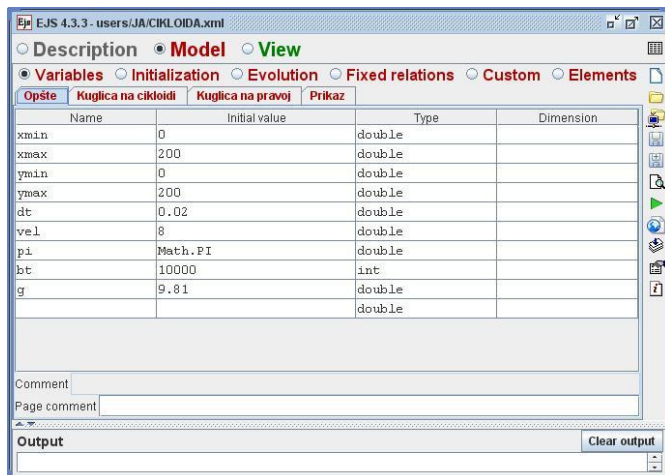 Ejs EJS 4.3.3 - users/JA/CIKLOIDA.xml
Description Model View
Variables Initialization Evolution Fixed relations Custom Elements
Opšte Kuglica na cikloidi Kuglica na pravoj Prikaz
Name Initial value Type Dimension
xmin 0 double
xmax 200 double
ymin 0 double
ymax 200 double
dt 0.02 double
vel 8 double
pi Math.PI double
bt 10000 int
g 9.81 double
double
Comment
Page comment
Output Clear output